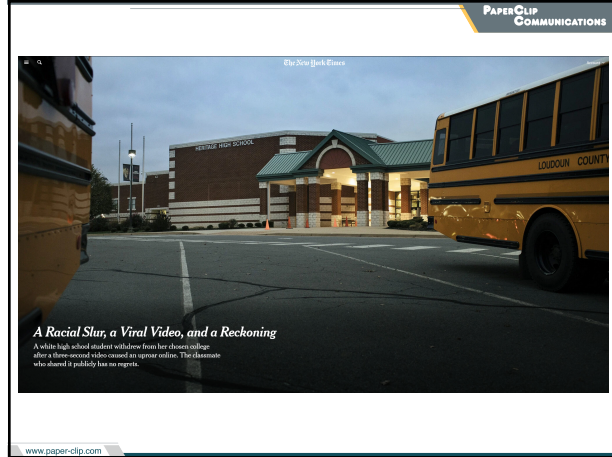 PAPERCLIP
COMMUNICATIONS
The New York Times
HERITAGE HIGH SCHOOL
LOUDOUN COUNTY
A Racial Slur, a Viral Video, and a Reckoning
A white high school student withdrew from her chosen college
after a three-second video caused an uproar online. The classmate
who shared it publicly has no regrets.
www.paper-clip.com